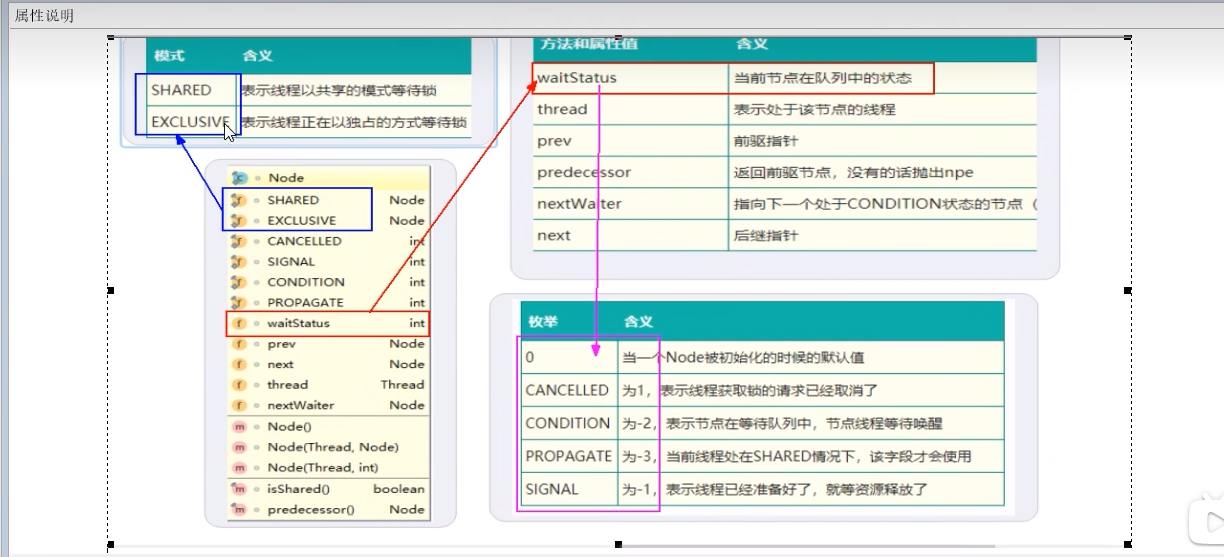 属性说明
模式 含义
SHARED 表示线程以共享的模式等待锁
EXCLUSIVE 表示线程正在以独占的方式等待锁
方法和属性值 含义
waitStatus 当前节点在队列中的状态
thread 表示处于该节点的线程
prev 前驱指针
predecessor 返回前驱节点，没有的话抛出npe
nextWaiter 指向下一个处于CONDITION状态的节点（
next 后继指针
Node
SHARED Node
EXCLUSIVE Node
CANCELLED int
SIGNAL int
CONDITION int
PROPAGATE int
waitStatus int
prev Node
next Node
thread Thread
nextWaiter Node
Node()
Node(Thread, Node)
Node(Thread, int)
isShared() boolean
predecessor() Node
枚举 含义
0 当一个Node被初始化的时候的默认值
CANCELLED 为1，表示线程获取锁的请求已经取消了
CONDITION 为-2，表示节点在等待队列中，节点线程等待唤醒
PROPAGATE 为-3，当前线程处在SHARED情况下，该字段才会使用
SIGNAL 为-1，表示线程已经准备好了，就等资源释放了